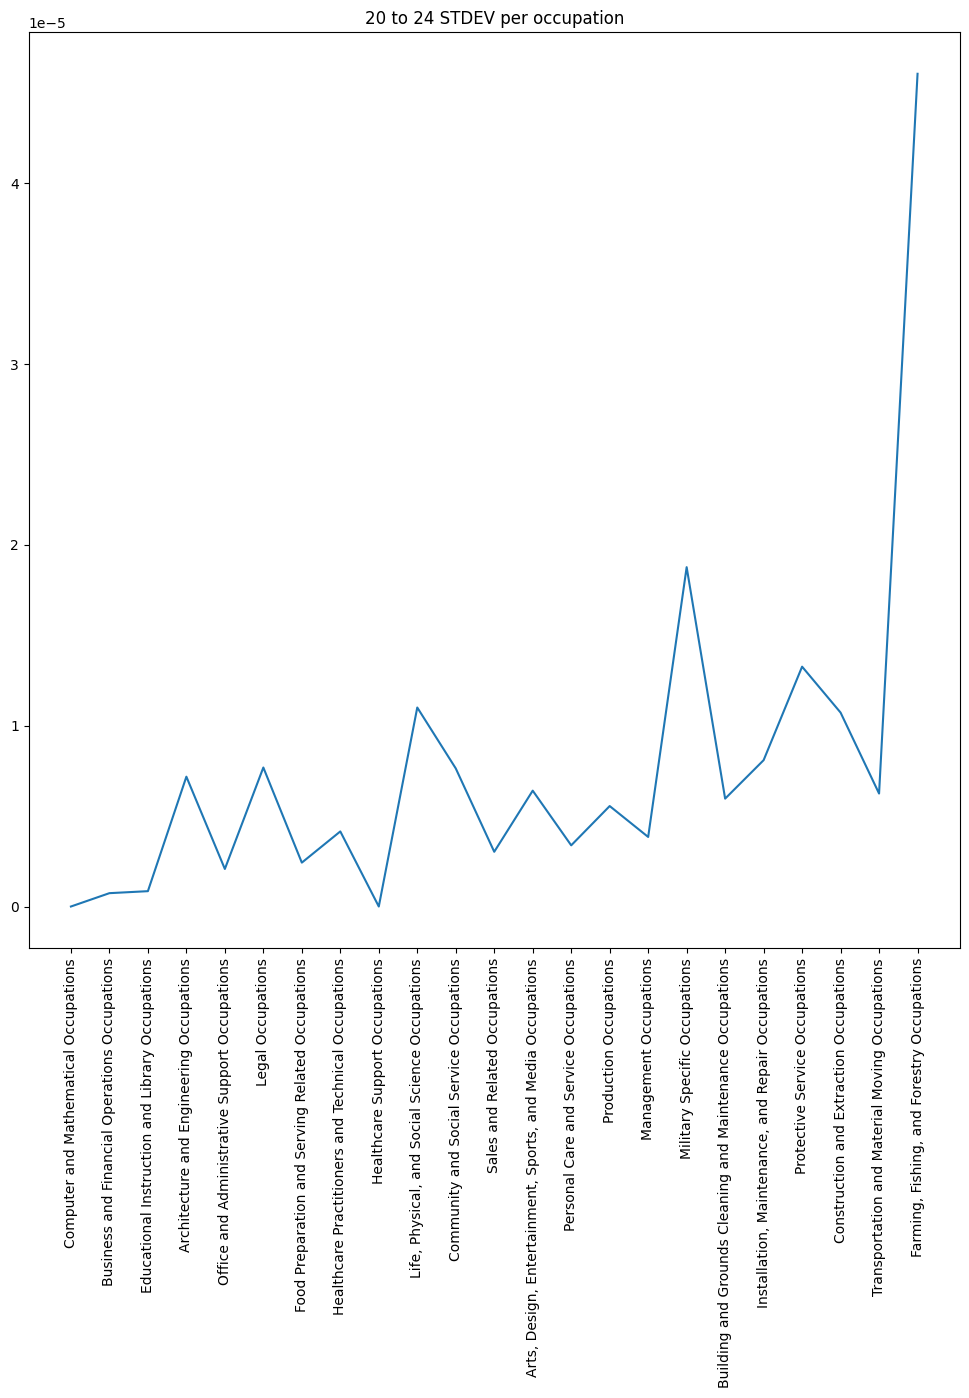 20 to 24 STDEV per occupation
1e−5
4
3
2
1
0
Computer and Mathematical Occupations
Business and Financial Operations Occupations
Educational Instruction and Library Occupations
Architecture and Engineering Occupations
Office and Administrative Support Occupations
Legal Occupations
Food Preparation and Serving Related Occupations
Healthcare Practitioners and Technical Occupations
Healthcare Support Occupations
Life, Physical, and Social Science Occupations
Community and Social Service Occupations
Sales and Related Occupations
Arts, Design, Entertainment, Sports, and Media Occupations
Personal Care and Service Occupations
Production Occupations
Management Occupations
Military Specific Occupations
Building and Grounds Cleaning and Maintenance Occupations
Installation, Maintenance, and Repair Occupations
Protective Service Occupations
Construction and Extraction Occupations
Transportation and Material Moving Occupations
Farming, Fishing, and Forestry Occupations